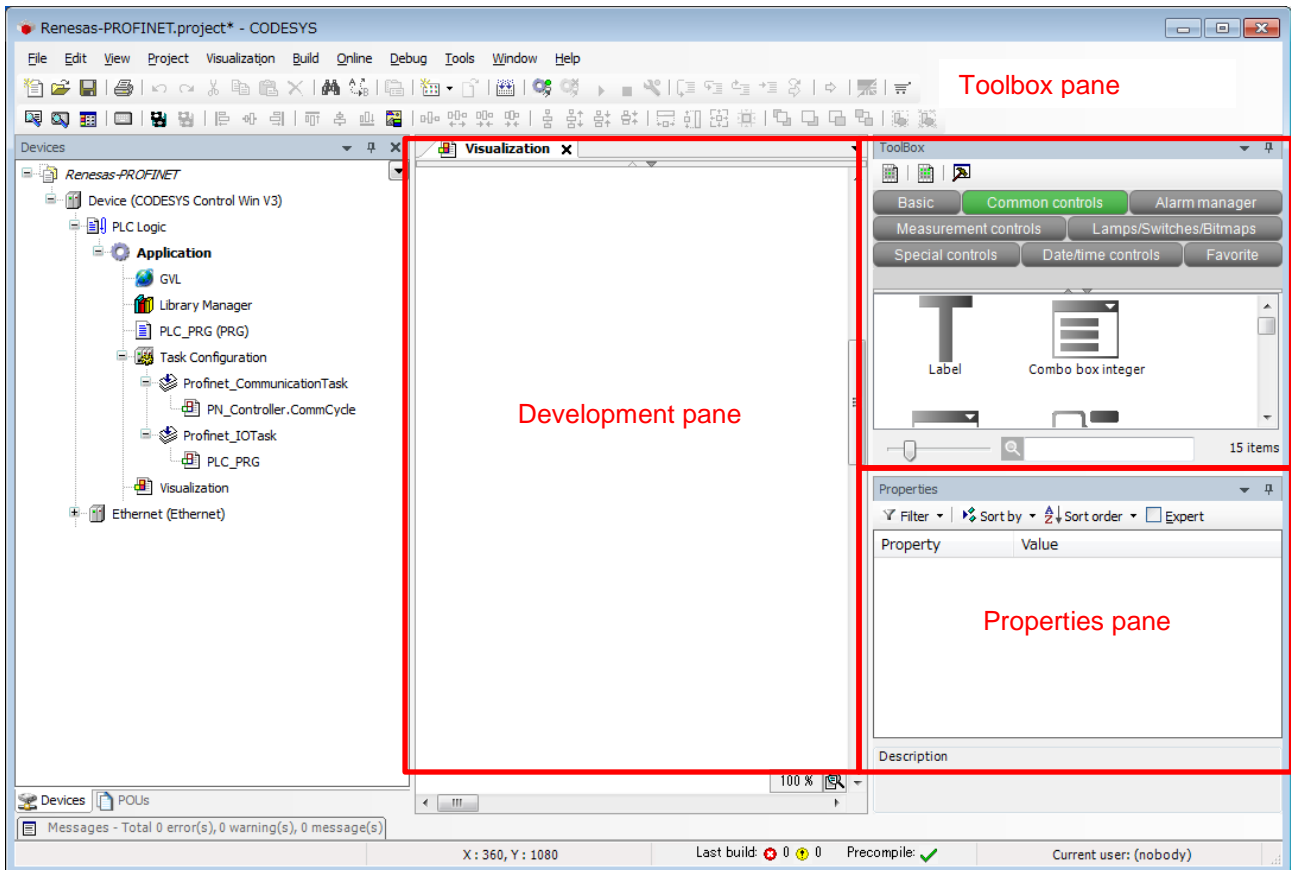 Renesas-PROFINET.project* - CODESYS
File Edit View Project Visualization Build Online Debug Tools Window Help
Toolbox pane
Devices
Renesas-PROFINET
Device (CODESYS Control Win V3)
PLC Logic
Application
GVL
Library Manager
PLC_PRG (PRG)
Task Configuration
Profinet_CommunicationTask
PN_Controller.CommCycle
Profinet_IOTask
PLC_PRG
Visualization
Ethernet (Ethernet)
Devices POUs
Messages - Total 0 error(s), 0 warning(s), 0 message(s)
Visualization x
Development pane
100 %
ToolBox
Basic Common controls Alarm manager
Measurement controls Lamps/Switches/Bitmaps
Special controls Date/time controls Favorite
Label Combo box integer
15 items
Properties
Filter Sort by Sort order Expert
Property Value
Properties pane
Description
X : 360, Y : 1080 Last build: 0 0 Precompile: Current user: (nobody)